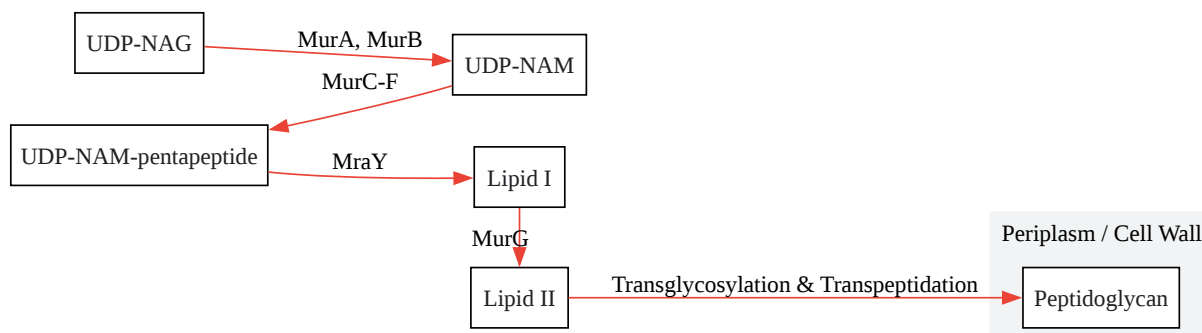 UDP-NAG
MurA, MurB
UDP-NAM
MurC-F
UDP-NAM-pentapeptide
MraY
Lipid I
MurG
Lipid II
Transglycosylation & Transpeptidation
Periplasm / Cell Wall
Peptidoglycan